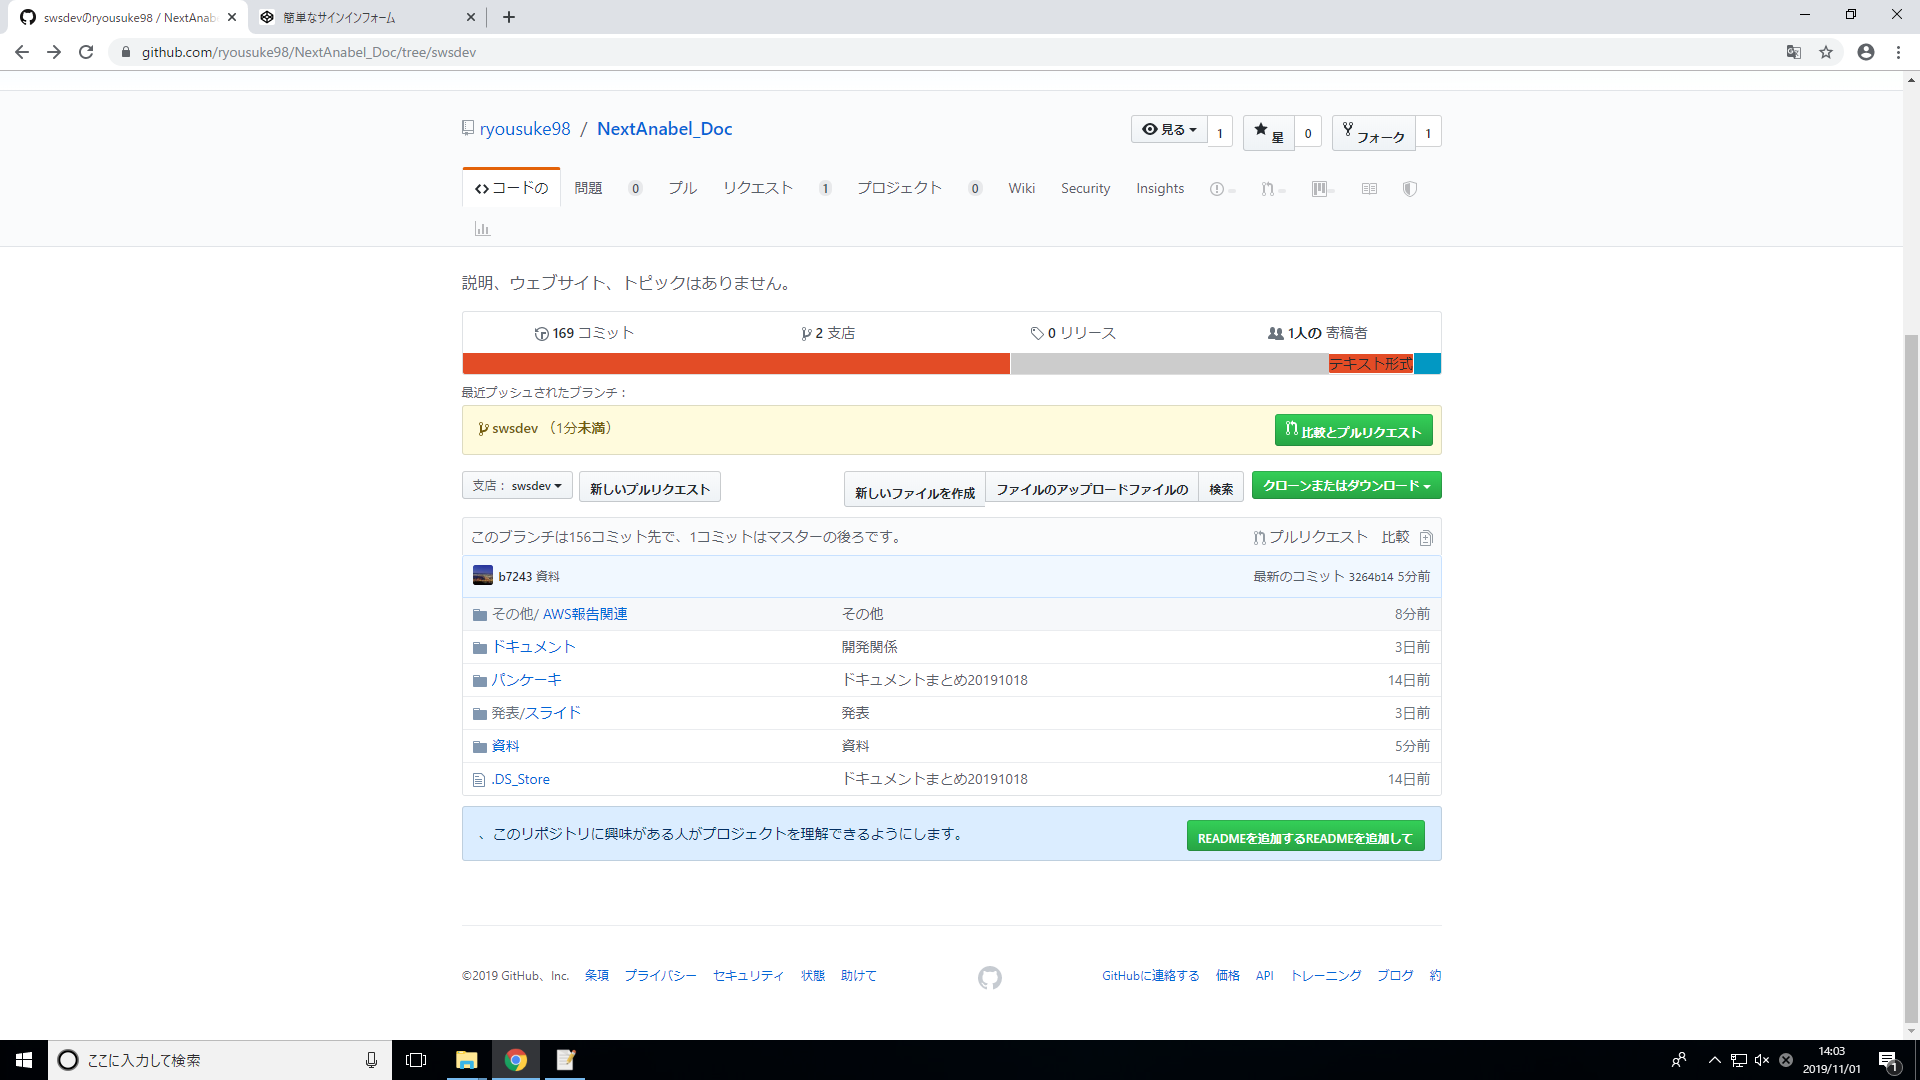 swsdevのryousuke98 / NextAnab
簡単なサインインフォーム
github.com/ryousuke98/NextAnabel_Doc/tree/swsdev
ryousuke98 / NextAnabel_Doc
見る 1
星 0
フォーク 1
コードの 問題 0 プル リクエスト 1 プロジェクト 0 Wiki Security Insights
説明、ウェブサイト、トピックはありません。
169 コミット 2 支店 0 リリース 1人の 寄稿者
テキスト形式
最近プッシュされたブランチ：
swsdev （1分未満）
比較とプルリクエスト
支店： swsdev
新しいプルリクエスト
新しいファイルを作成
ファイルのアップロードファイルの
検索
クローンまたはダウンロード
このブランチは156コミット先で、1コミットはマスターの後ろです。
プルリクエスト 比較
b7243 資料
最新のコミット 3264b14 5分前
その他/ AWS報告関連 その他 8分前
ドキュメント 開発関係 3日前
パンケーキ ドキュメントまとめ20191018 14日前
発表/スライド 発表 3日前
資料 資料 5分前
.DS_Store ドキュメントまとめ20191018 14日前
、このリポジトリに興味がある人がプロジェクトを理解できるようにします。
READMEを追加するREADMEを追加して
©2019 GitHub、Inc. 条項 プライバシー セキュリティ 状態 助けて
GitHubに連絡する 価格 API トレーニング ブログ 約
ここに入力して検索
14:03
2019/11/01
1